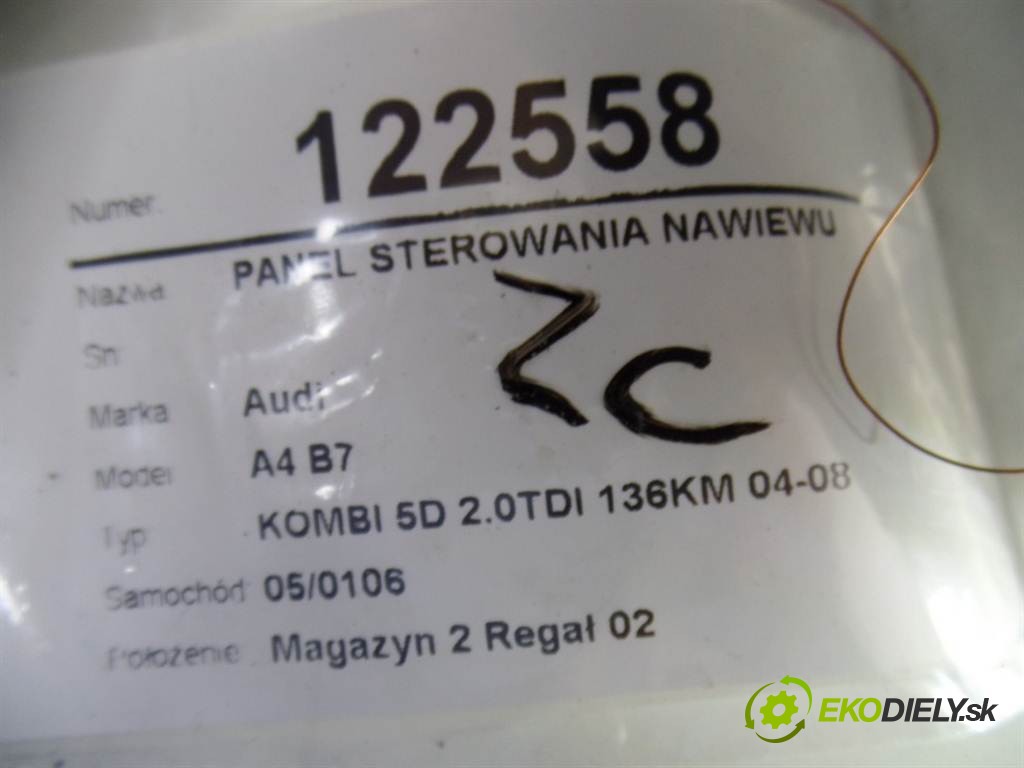 Numer: 122558
Nazwa PANEL STEROWANIA NAWIEWU
Sn
ZC
Marka Audi
Model A4 B7
Typ KOMBI 5D 2.0TDI 136KM 04-08
Samochód 05/0106
Położenie Magazyn 2 Regał 02
EKODIELY.sk